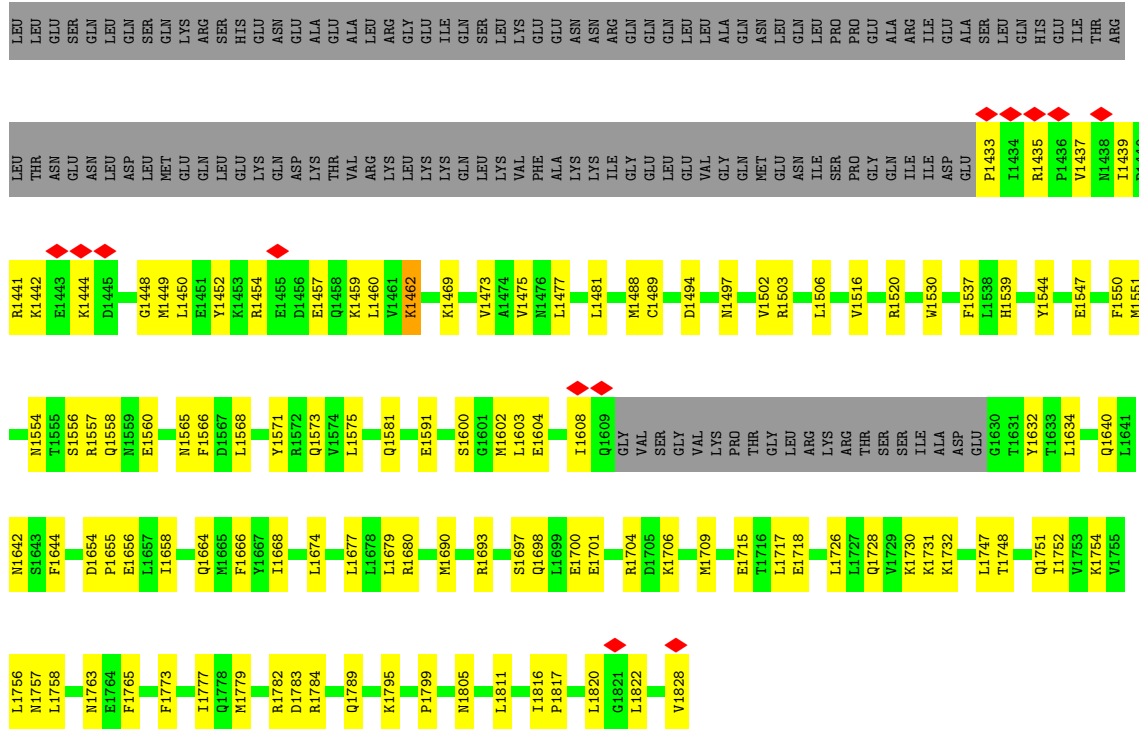 LEU LEU GLU SER GLN LEU GLN SER GLN LYS ARG SER HIS GLU ASN GLU ALA GLU ALA LEU ARG GLY GLU ILE GLN SER LEU LYS GLU GLU ASN ASN ARG GLN GLN GLN LEU LEU ALA GLN ASN LEU GLN LEU PRO PRO GLU ALA ARG ILE GLU ALA SER LEU GLN HIS GLU ILE THR ARG
LEU THR ASN GLU ASN LEU ASP LEU MET GLU GLN LEU GLU LYS GLN ASP LYS THR VAL ARG LYS LEU LYS LYS GLN LEU LYS VAL PHE ALA LYS LYS ILE GLY GLU LEU GLU VAL GLY GLN MET GLU ASN ILE SER PRO GLY GLN ILE ILE ASP GLU P1433 I1434 R1435 P1436 V1437 N1438 I1439
R1441 K1442 E1443 K1444 D1445 G1448 M1449 L1450 E1451 Y1452 K1453 R1454 E1455 D1456 E1457 Q1458 K1459 L1460 V1461 K1462 K1469 V1473 A1474 V1475 N1476 L1477 L1481 M1488 C1489 D1494 N1497 V1502 R1503 L1506 V1516 R1520 W1530 F1537 L1538 H1539 Y1544 E1547 F1550 M1551
N1554 T1555 S1556 R1557 Q1558 N1559 E1560 N1565 F1566 D1567 L1568 Y1571 R1572 Q1573 V1574 L1575 Q1581 E1591 S1600 G1601 M1602 L1603 E1604 I1608 Q1609 GLY VAL SER GLY VAL LYS PRO THR GLY LEU ARG LYS ARG THR SER SER ILE ALA ASP GLU G1630 T1631 Y1632 T1633 L1634 Q1640 L1641
N1642 S1643 F1644 D1654 P1655 E1656 L1657 I1658 Q1664 M1665 F1666 Y1667 I1668 L1674 L1677 L1678 L1679 R1680 M1690 R1693 S1697 Q1698 L1699 E1700 E1701 R1704 D1705 K1706 M1709 E1715 T1716 L1717 E1718 L1726 L1727 Q1728 V1729 K1730 K1731 K1732 L1747 T1748 Q1751 I1752 V1753 K1754 V1755
L1756 N1757 L1758 N1763 E1764 F1765 F1773 I1777 Q1778 M1779 R1782 D1783 R1784 Q1789 K1795 P1799 N1805 L1811 I1816 P1817 L1820 G1821 L1822 V1828